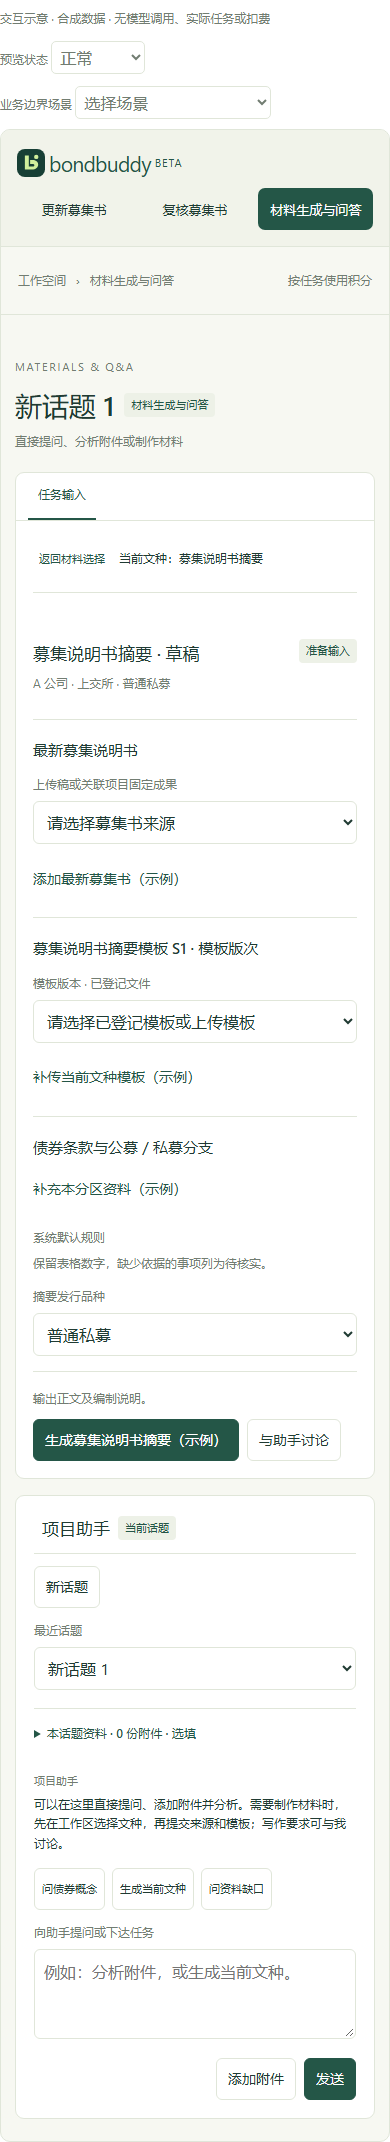 交互示意 · 合成数据 · 无模型调用、实际任务或扣费
预览状态 正常
业务边界场景 选择场景
bondbuddy BETA
更新募集书 复核募集书 材料生成与问答
工作空间 › 材料生成与问答 按任务使用积分
MATERIALS & Q&A
新话题 1 材料生成与问答
直接提问、分析附件或制作材料
任务输入
返回材料选择 当前文种：募集说明书摘要
募集说明书摘要 · 草稿 准备输入
A 公司 · 上交所 · 普通私募
最新募集说明书
上传稿或关联项目固定成果
请选择募集书来源
添加最新募集书（示例）
募集说明书摘要模板 S1 · 模板版次
模板版本 · 已登记文件
请选择已登记模板或上传模板
补传当前文种模板（示例）
债券条款与公募 / 私募分支
补充本分区资料（示例）
系统默认规则
保留表格数字，缺少依据的事项列为待核实。
摘要发行品种
普通私募
输出正文及编制说明。
生成募集说明书摘要（示例） 与助手讨论
项目助手 当前话题
新话题
最近话题
新话题 1
▶ 本话题资料 · 0 份附件 · 选填
项目助手
可以在这里直接提问、添加附件并分析。需要制作材料时，
先在工作区选择文种，再提交来源和模板；写作要求可与我
讨论。
问债券概念 生成当前文种 问资料缺口
向助手提问或下达任务
例如：分析附件，或生成当前文种。
添加附件 发送